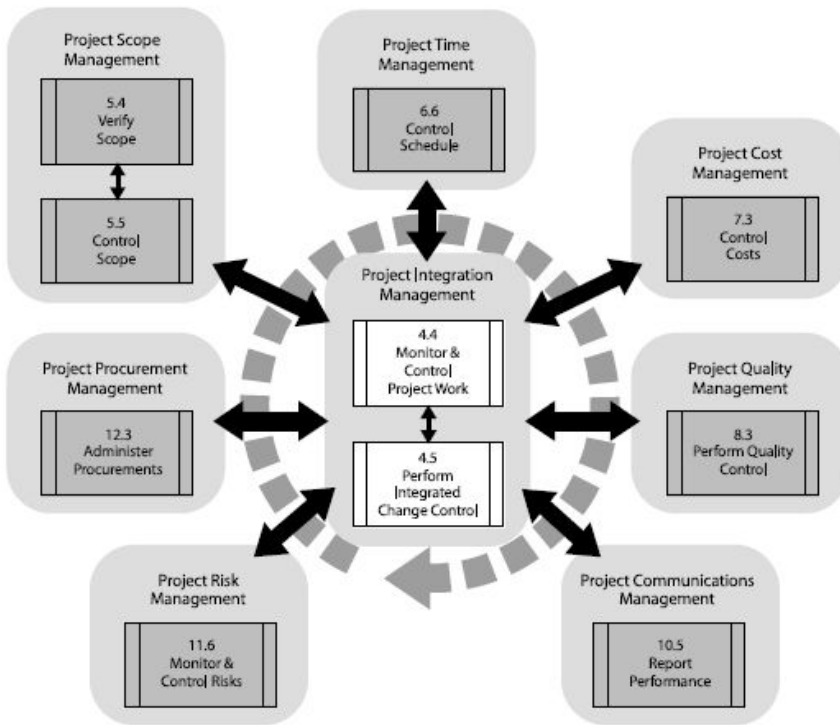 Project Scope
Management
5.4
Verify
Scope
5.5
Control
Scope
Project Time
Management
6.6
Control
Schedule
Project Cost
Management
7.3
Control
Costs
Project Integration
Management
4.4
Monitor &
Control
Project Work
4.5
Perform
Integrated
Change Control
Project Procurement
Management
12.3
Administer
Procurements
Project Quality
Management
8.3
Perform Quality
Control
Project Risk
Management
11.6
Monitor &
Control Risks
Project Communications
Management
10.5
Report
Performance